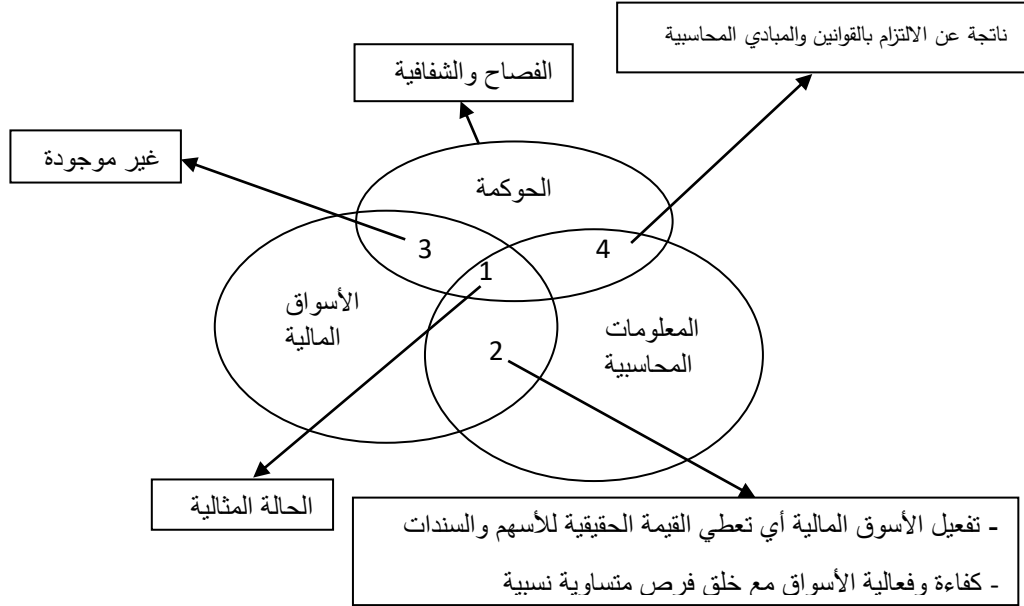 ناتجة عن الالتزام بالقوانين والمبادي المحاسبية
الفصاح والشفافية
غير موجودة
الحوكمة
3
4
1
الأسواق
المالية
المعلومات
المحاسبية
2
الحالة المثالية
- تفعيل الأسوق المالية أي تعطي القيمة الحقيقية للأسهم والسندات
- كفاءة وفعالية الأسواق مع خلق فرص متساوية نسبية